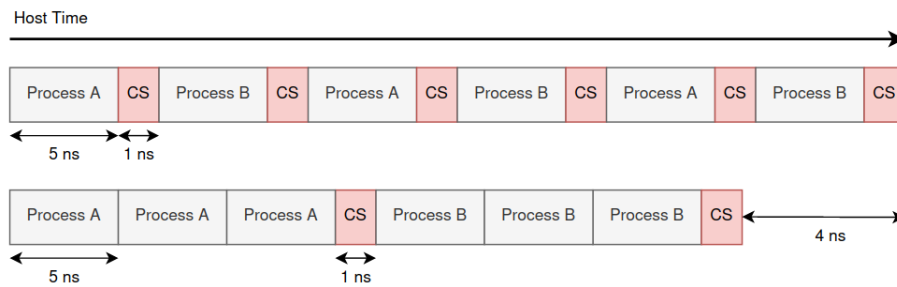 Host Time
Process A CS Process B CS Process A CS Process B CS Process A CS Process B CS
5 ns 1 ns
Process A Process A Process A CS Process B Process B Process B CS
4 ns
5 ns 1 ns